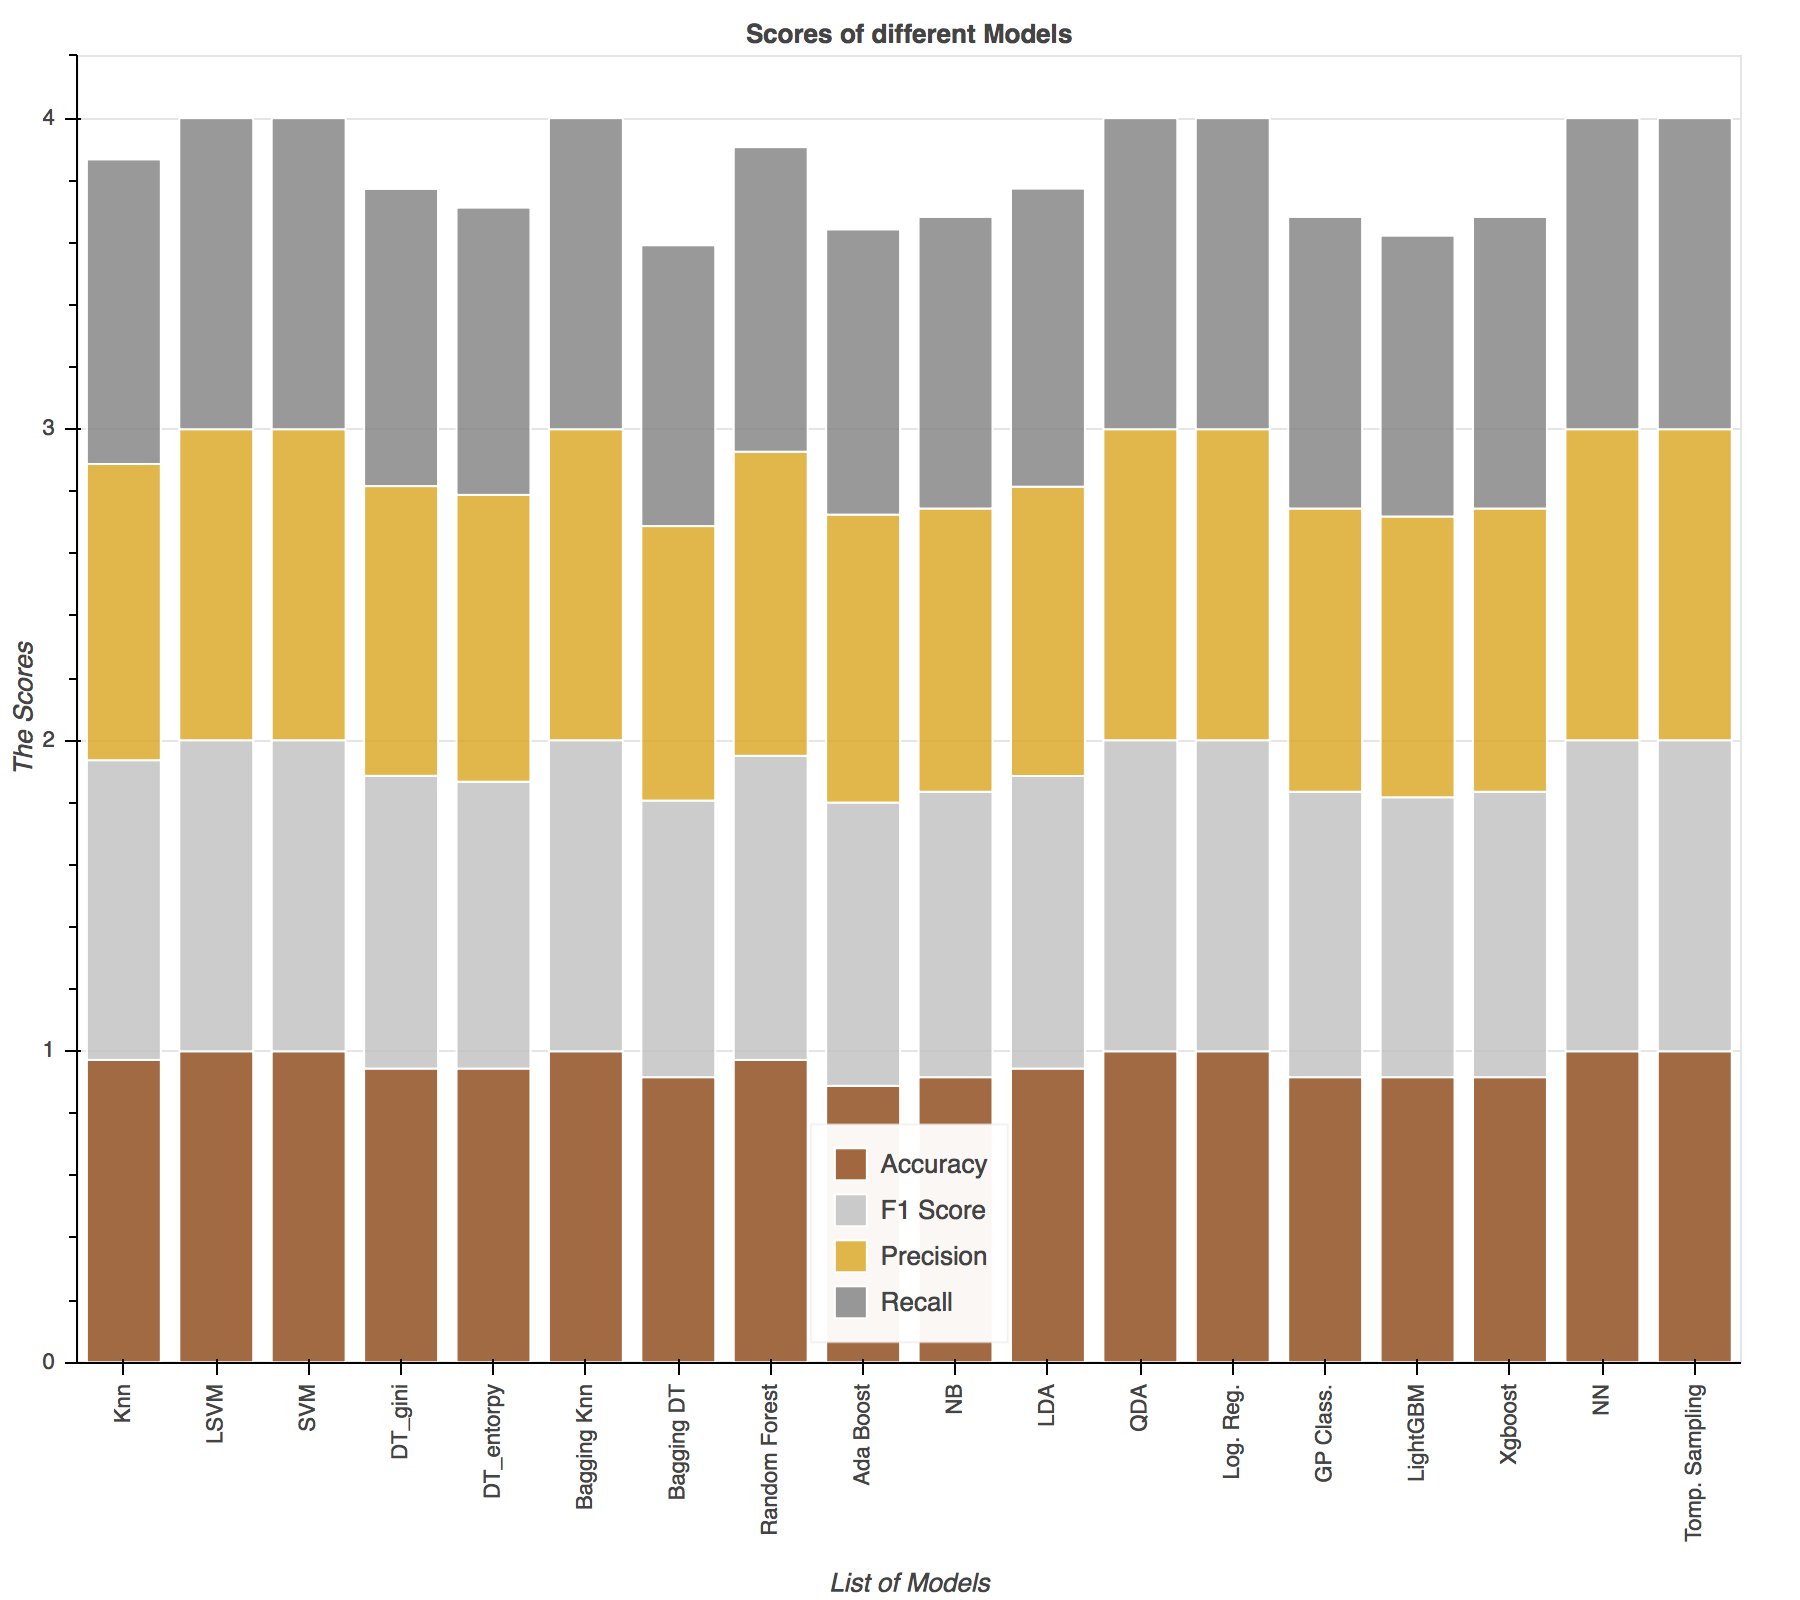 Scores of different Models
The Scores
4
3
2
1
0
Accuracy
F1 Score
Precision
Recall
Knn
LSVM
SVM
DT_gini
DT_entorpy
Bagging Knn
Bagging DT
Random Forest
Ada Boost
NB
LDA
QDA
Log. Reg.
GP Class.
LightGBM
Xgboost
NN
Tomp. Sampling
List of Models